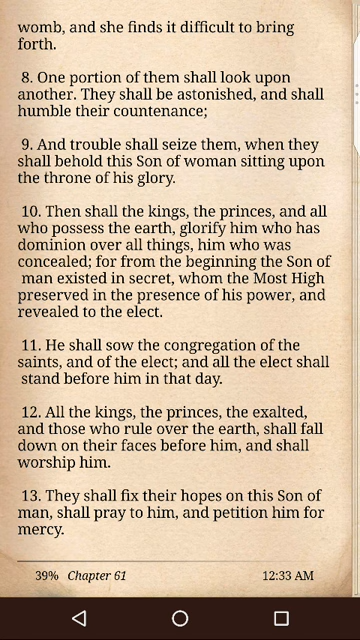 womb, and she finds it difficult to bring
forth.
8. One portion of them shall look upon
another. They shall be astonished, and shall
humble their countenance;
9. And trouble shall seize them, when they
shall behold this Son of woman sitting upon
the throne of his glory.
10. Then shall the kings, the princes, and all
who possess the earth, glorify him who has
dominion over all things, him who was
concealed; for from the beginning the Son of
man existed in secret, whom the Most High
preserved in the presence of his power, and
revealed to the elect.
11. He shall sow the congregation of the
saints, and of the elect; and all the elect shall
stand before him in that day.
12. All the kings, the princes, the exalted,
and those who rule over the earth, shall fall
down on their faces before him, and shall
worship him.
13. They shall fix their hopes on this Son of
man, shall pray to him, and petition him for
mercy.
39% Chapter 61 12:33 AM